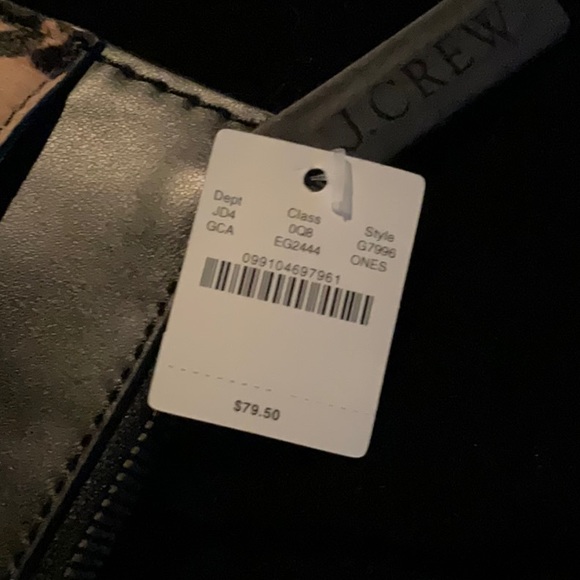 J.CREW
Dept Class Style
JD4 0Q8 G7996
GCA EG2444 ONES
099104697961
$79.50